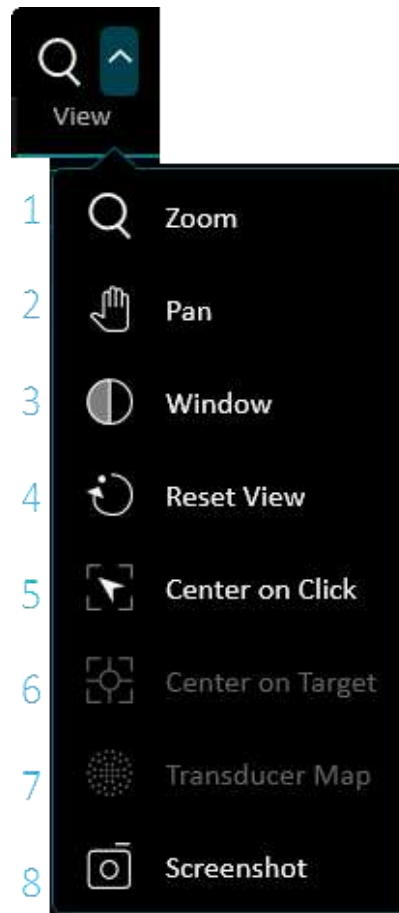 View
1 Zoom
2 Pan
3 Window
4 Reset View
5 Center on Click
6 Center on Target
7 Transducer Map
8 Screenshot